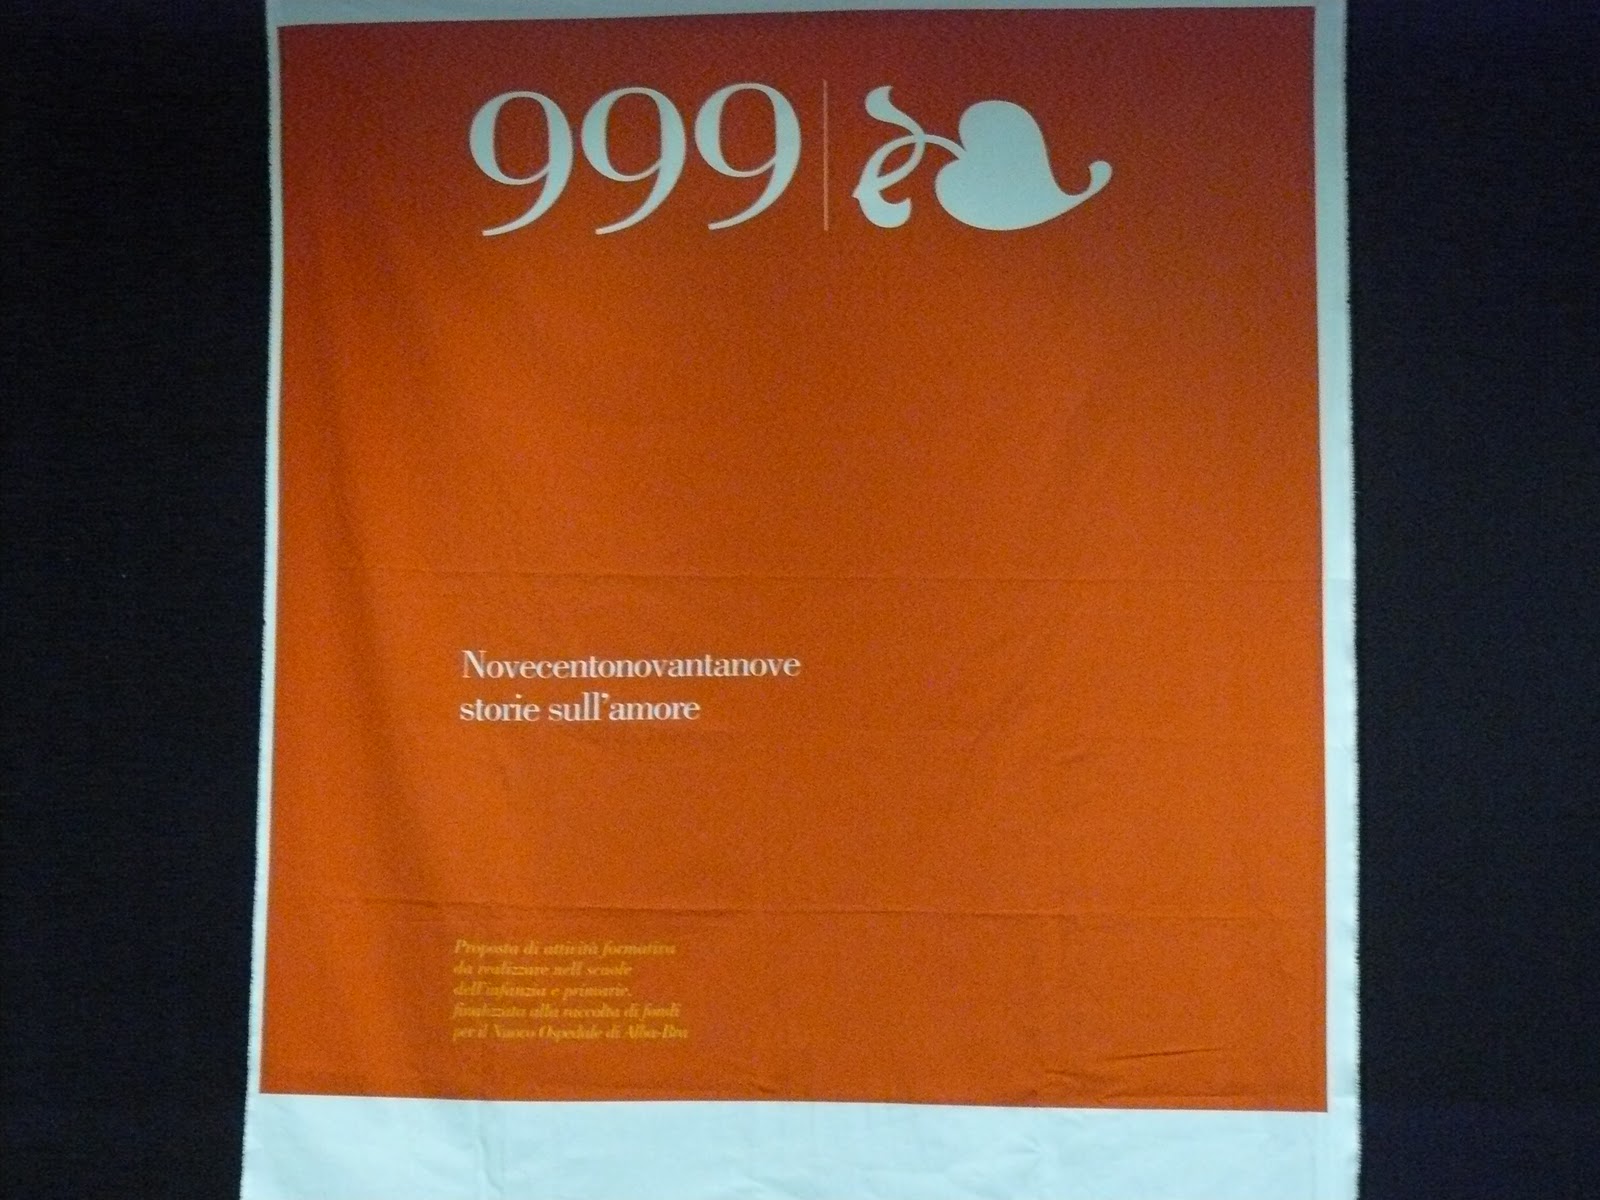 999
Novecentonovantanove
storie sull'amore
Proposta di attività formativa
da realizzare nell scuole
dell'infanzia e primarie,
finalizzata alla raccolta di fondi
per il Nuovo Ospedale di Alba-Bra